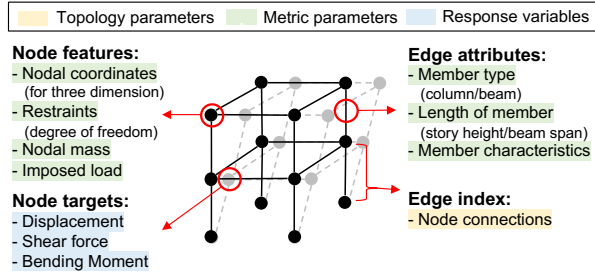 Topology parameters
Metric parameters
Response variables
Node features:
- Nodal coordinates
(for three dimension)
- Restraints
(degree of freedom)
- Nodal mass
- Imposed load
Node targets:
- Displacement
- Shear force
- Bending Moment
Edge attributes:
- Member type
(column/beam)
- Length of member
(story height/beam span)
- Member characteristics
Edge index:
- Node connections